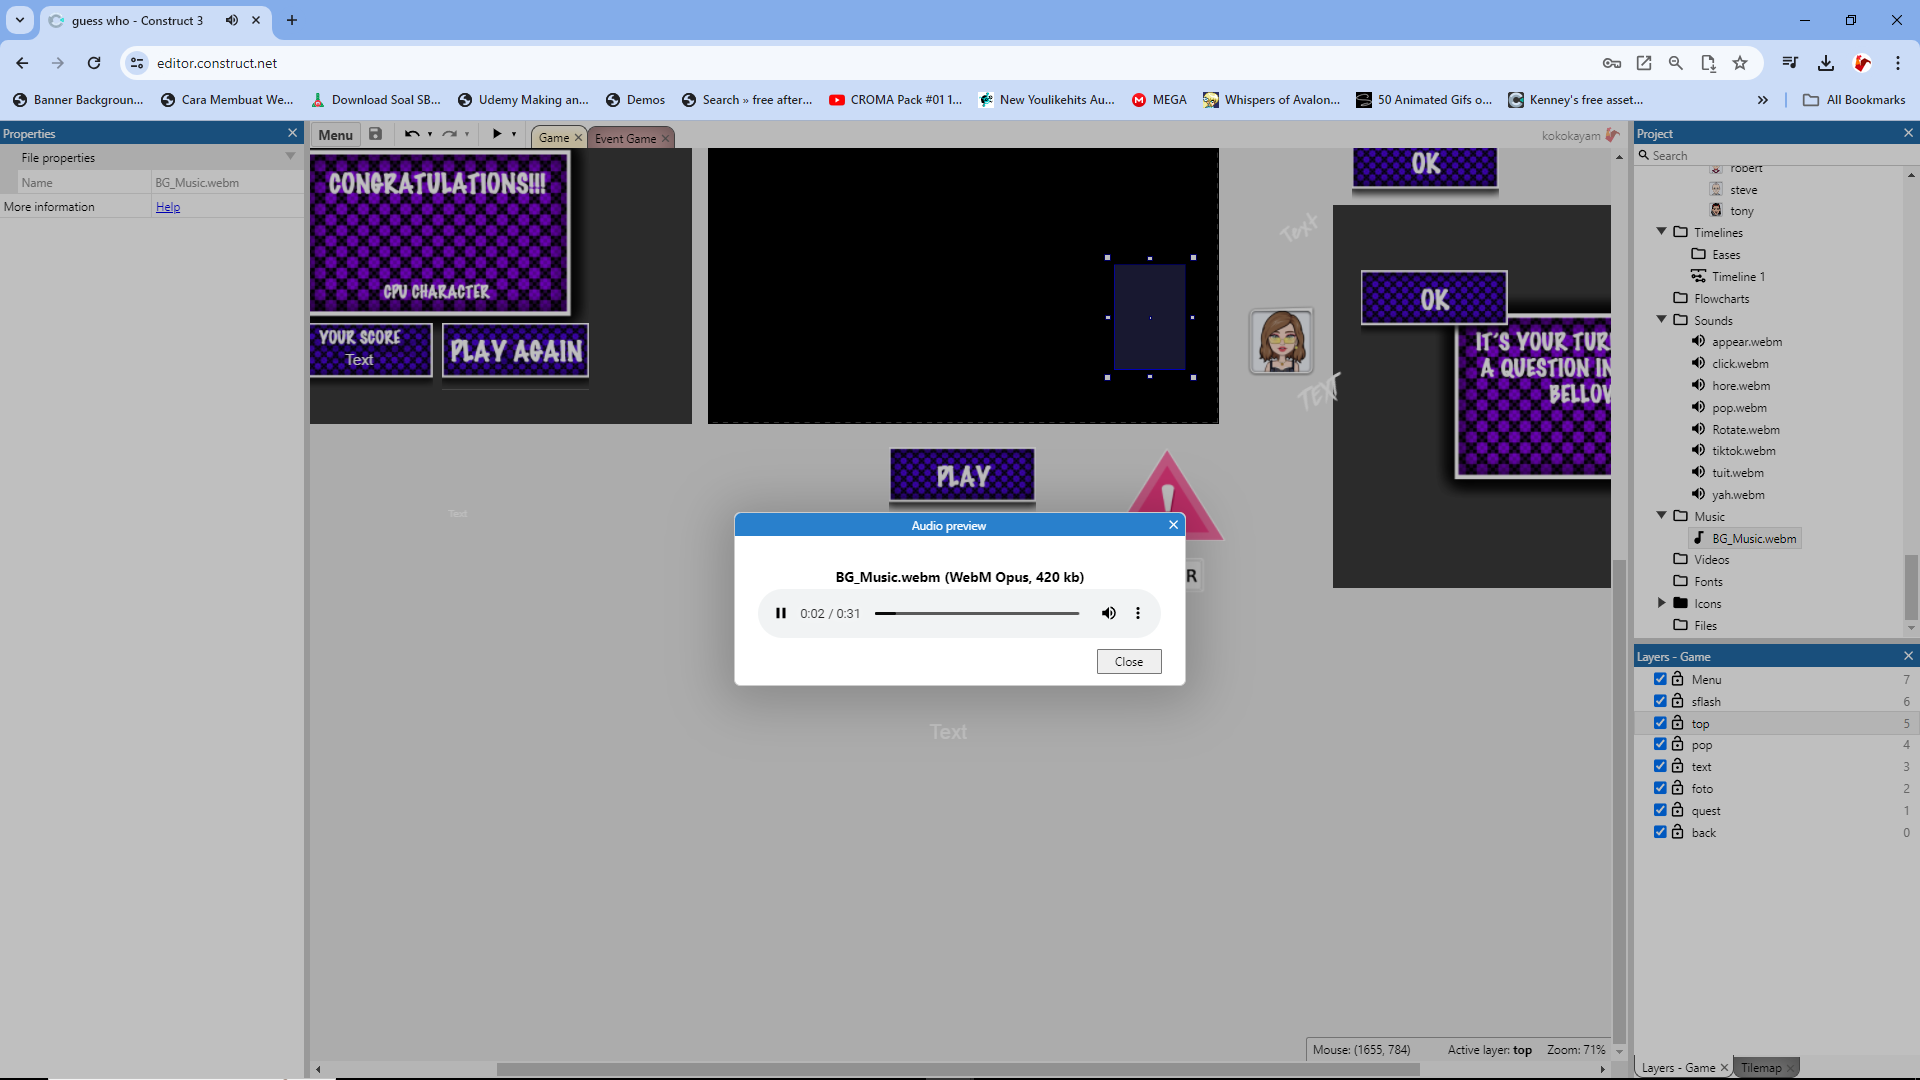 guess who - Construct 3
editor.construct.net
Banner Backgroun...
Cara Membuat We...
Download Soal SB...
Udemy Making an...
Demos
Search » free after...
CROMA Pack #01 1...
New Youlikehits Au...
MEGA
Whispers of Avalon...
50 Animated Gifs o...
Kenney's free asset...
All Bookmarks
Properties
File properties
Name
BG_Music.webm
More information
Help
Menu
Game
Event Game
kokokayam
CONGRATULATIONS!!!
CPU CHARACTER
YOUR SCORE
Text
PLAY AGAIN
OK
Text
OK
TEXT
IT'S YOUR TUR
A QUESTION IN
BELLOW
PLAY
Text
R
Audio preview
BG_Music.webm (WebM Opus, 420 kb)
0:02 / 0:31
Close
Text
Mouse: (1655, 784)
Active layer: top
Zoom: 71%
Project
Search
robert
steve
tony
Timelines
Eases
Timeline 1
Flowcharts
Sounds
appear.webm
click.webm
hore.webm
pop.webm
Rotate.webm
tiktok.webm
tuit.webm
yah.webm
Music
BG_Music.webm
Videos
Fonts
Icons
Files
Layers - Game
Menu 7
sflash 6
top 5
pop 4
text 3
foto 2
quest 1
back 0
Layers - Game
Tilemap